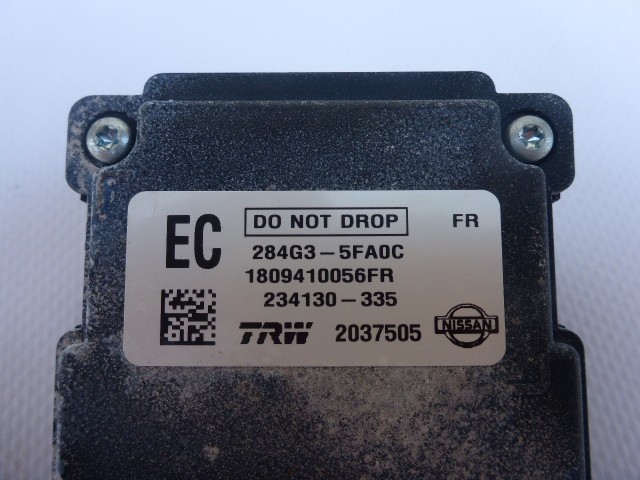 EC DO NOT DROP FR
284G3-5FA0C
1809410056FR
234130-335
TRW 2037505 NISSAN